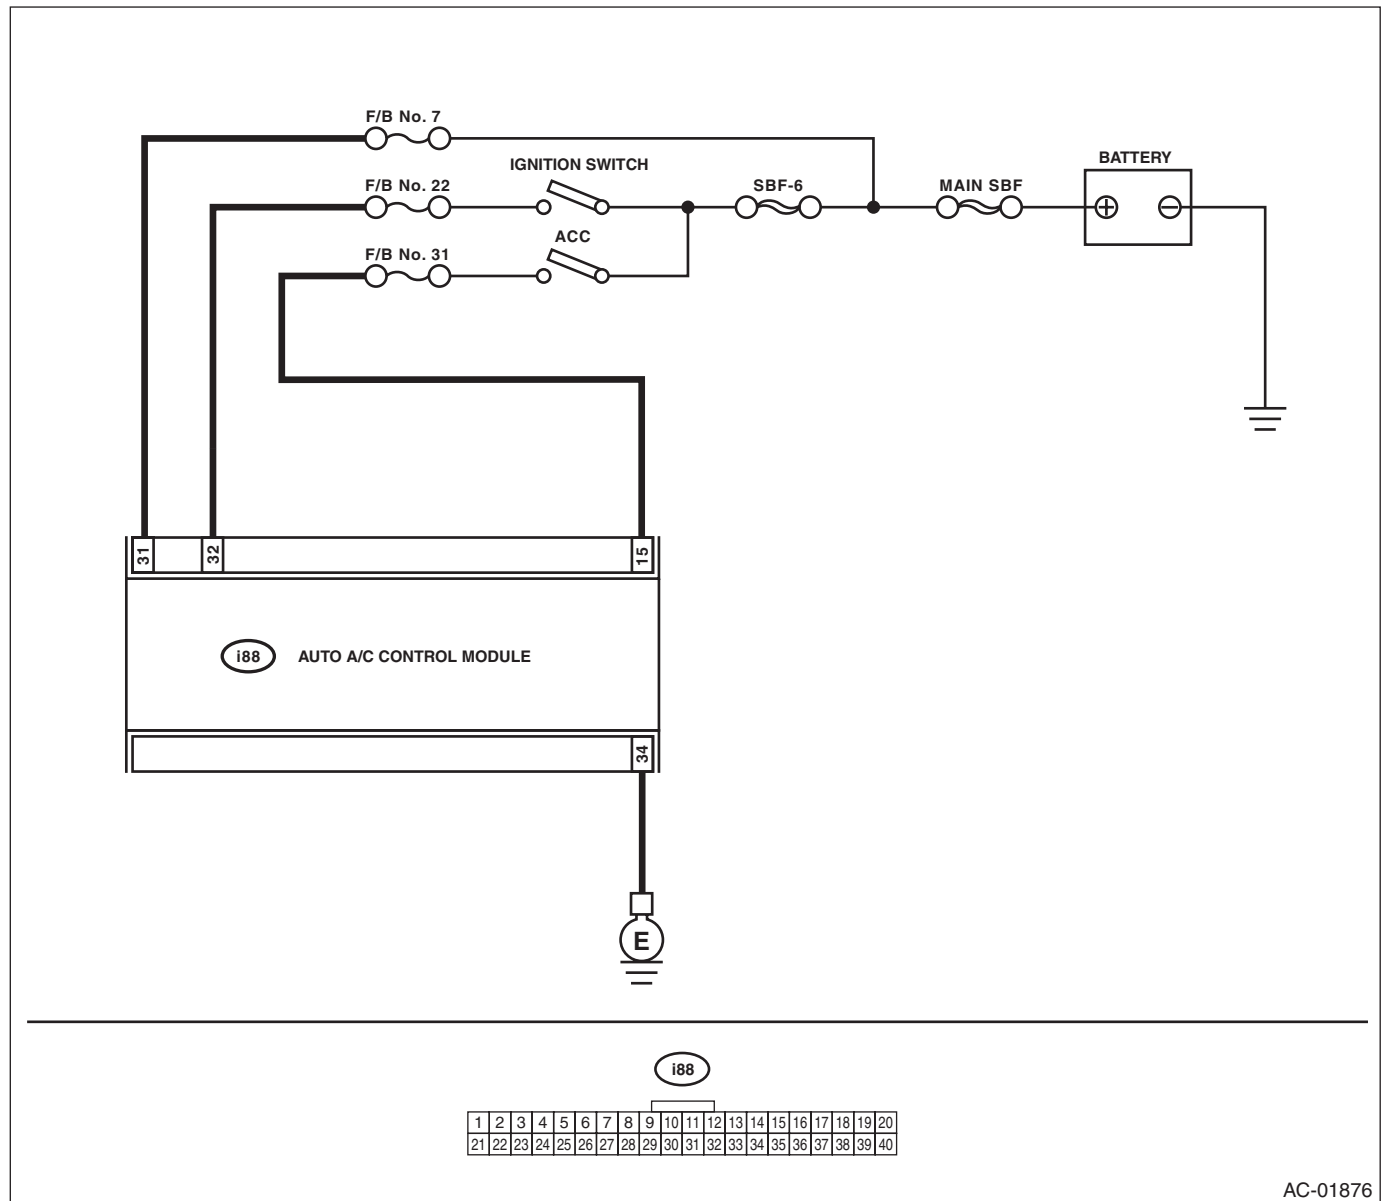 F/B No. 7
IGNITION SWITCH
BATTERY
F/B No. 22
SBF-6
MAIN SBF
ACC
F/B No. 31
31
32
15
i88 AUTO A/C CONTROL MODULE
34
E
i88
1 2 3 4 5 6 7 8 9 10 11 12 13 14 15 16 17 18 19 20
21 22 23 24 25 26 27 28 29 30 31 32 33 34 35 36 37 38 39 40
AC-01876